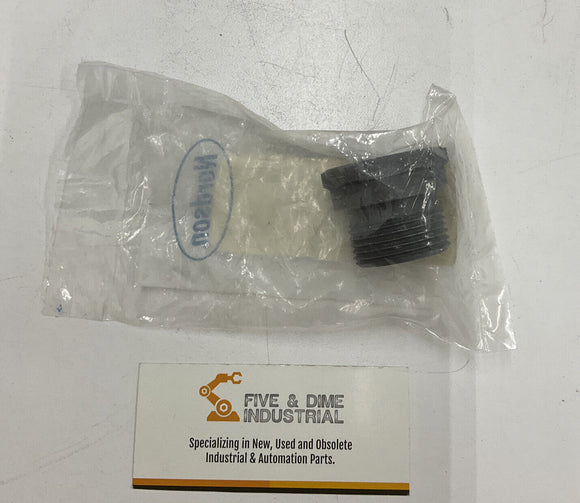 Nordson
FIVE & DIME
INDUSTRIAL
Specializing in New, Used and Obsolete
Industrial & Automation Parts.